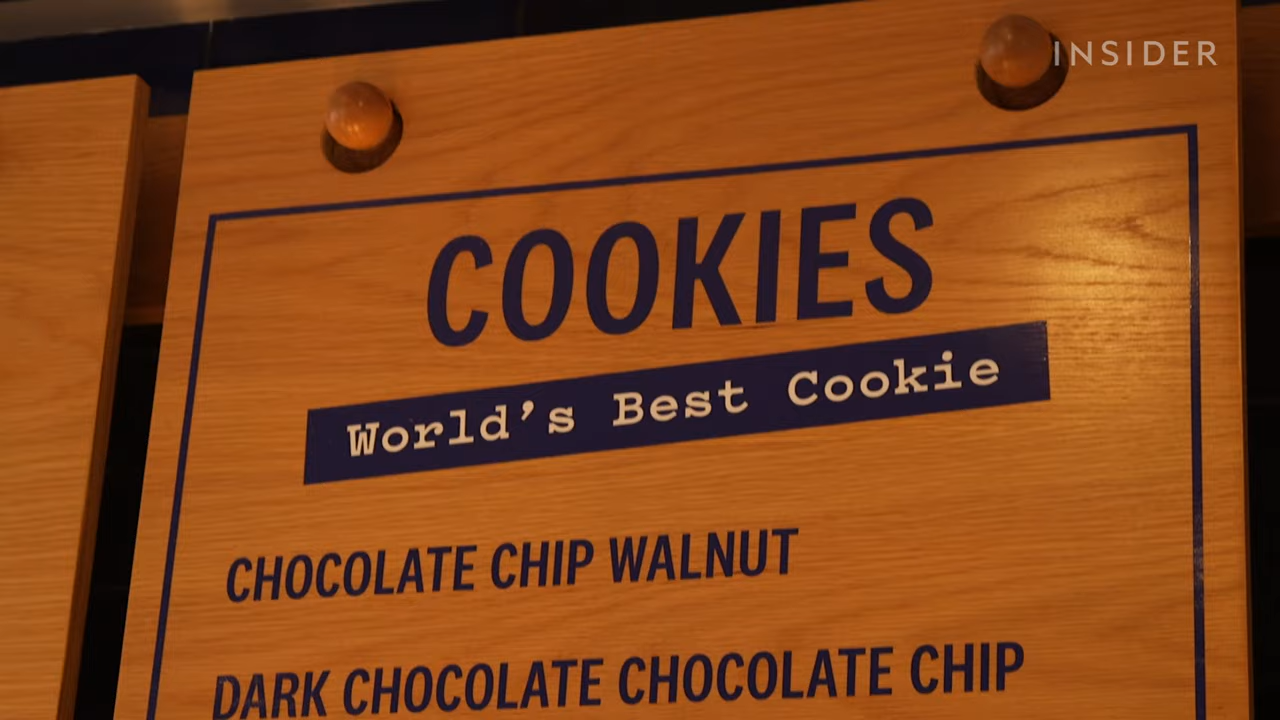 INSIDER
COOKIES
World's Best Cookie
CHOCOLATE CHIP WALNUT
DARK CHOCOLATE CHOCOLATE CHIP